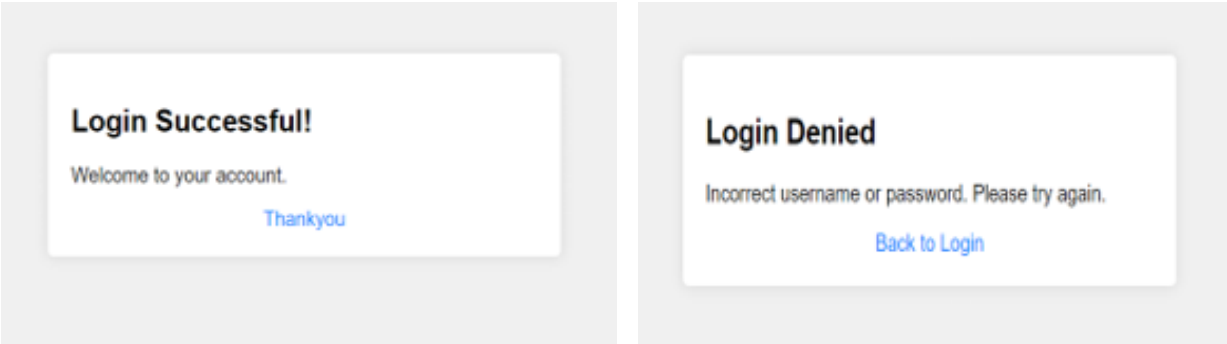 Login Successful!
Welcome to your account.
Thankyou
Login Denied
Incorrect username or password. Please try again.
Back to Login